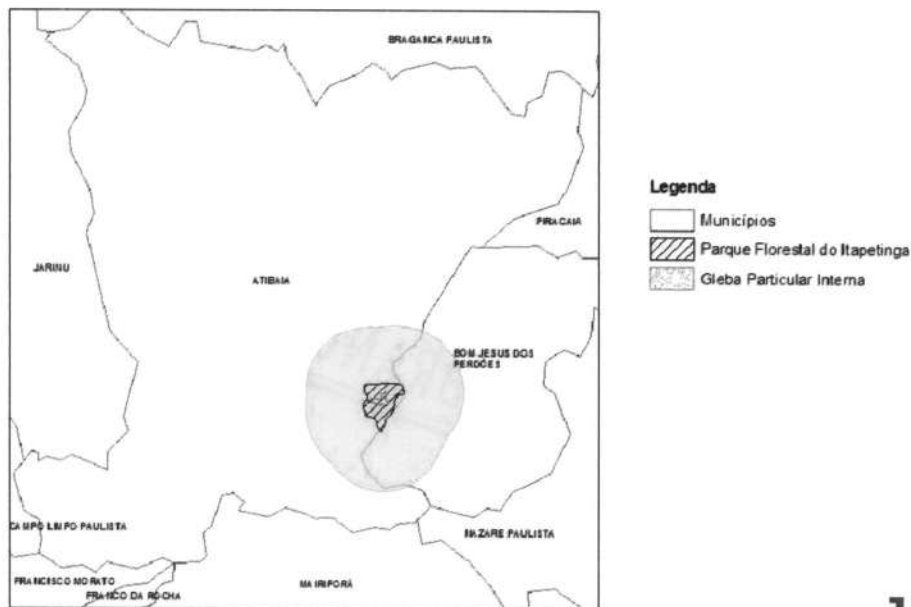 BRAGANCA PAULISTA
PIRACAIA
JARINU
ATIBAIA
BOM JESUS DOS
PERDÕES
CAMPO LIMPO PAULISTA
NAZARE PAULISTA
FRANCISCO MORATO
FRANCO DA ROCHA
MAIRIPORÃ
Legenda
Municípios
Parque Florestal do Itapetinga
Gleba Particular Interna